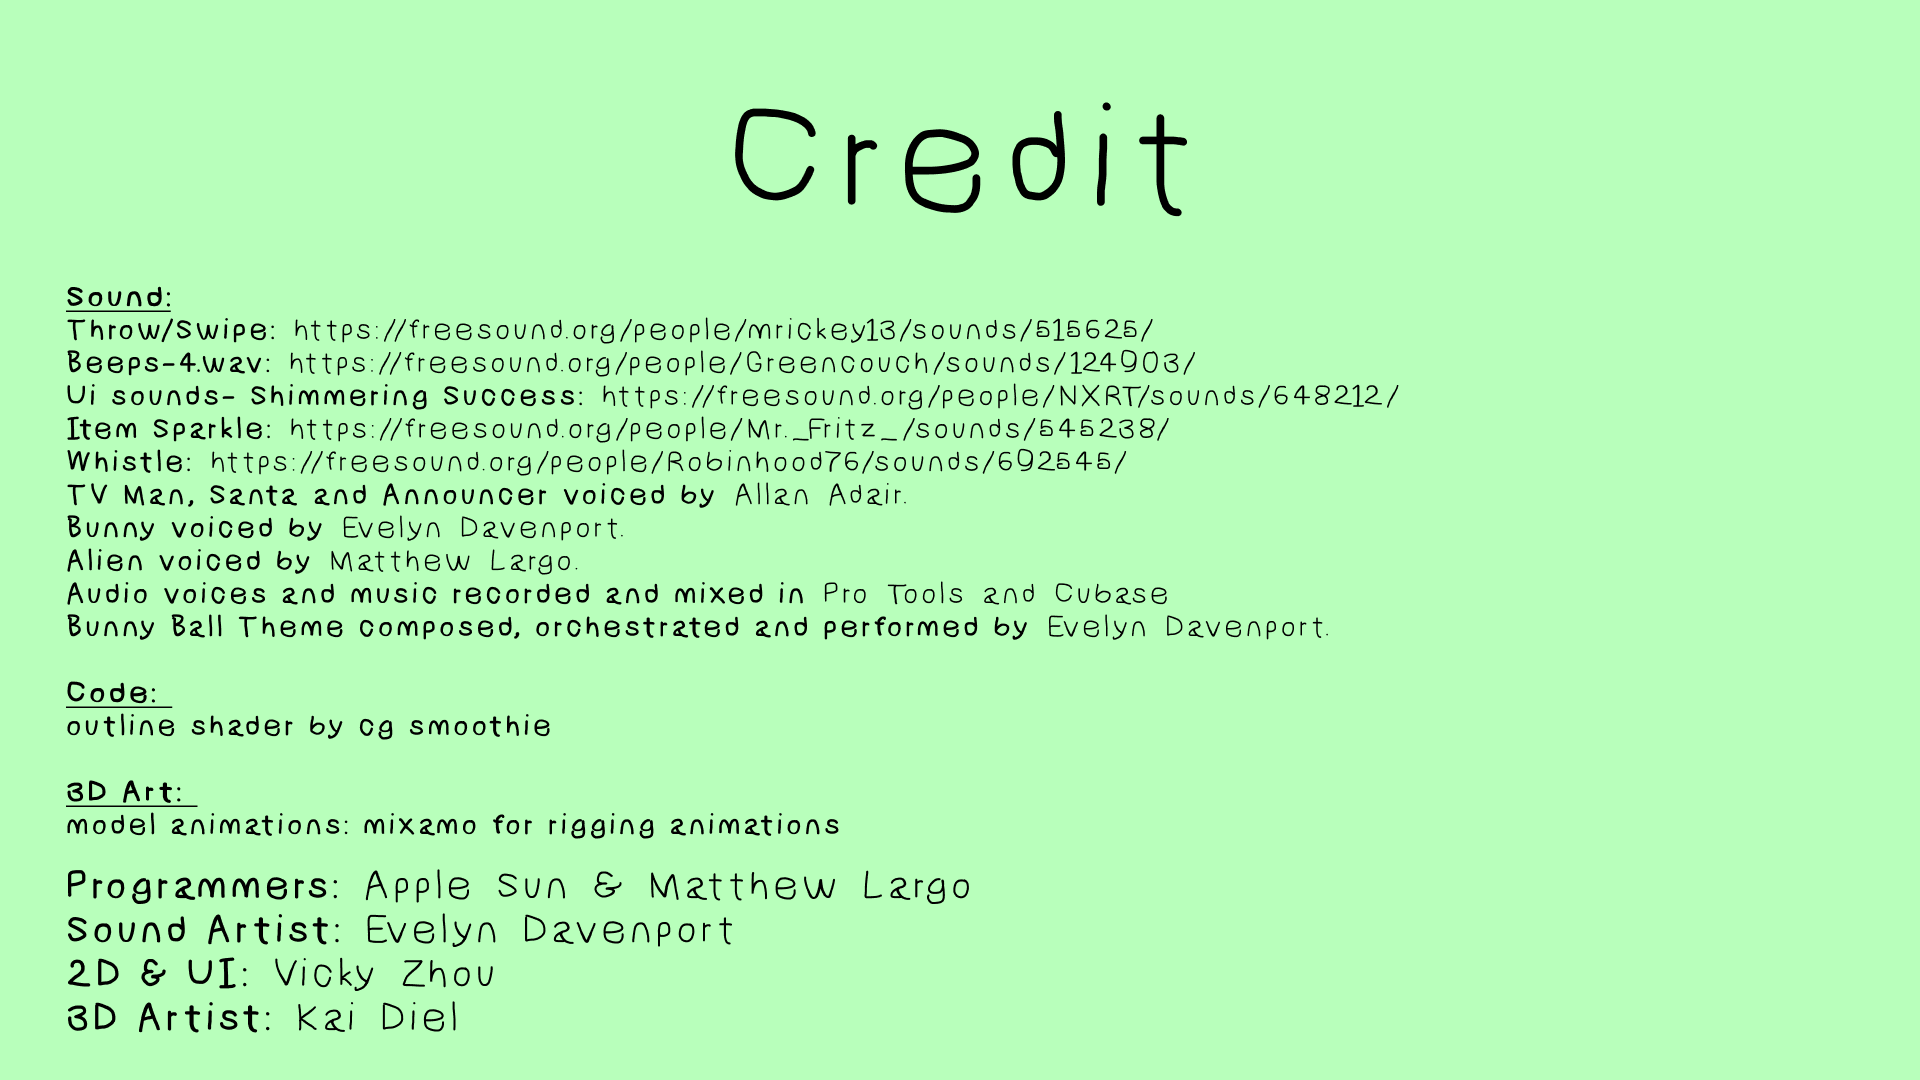 Credit
Sound:
Throw/Swipe: https://freesound.org/people/mrickey13/sounds/515625/
Beeps-4.wav: https://freesound.org/people/Greencouch/sounds/124903/
Ui sounds- Shimmering Success: https://freesound.org/people/NXRT/sounds/648212/
Item Sparkle: https://freesound.org/people/Mr._Fritz_/sounds/545238/
Whistle: https://freesound.org/people/Robinhood76/sounds/692545/
TV Man, Santa and Announcer voiced by Allan Adair.
Bunny voiced by Evelyn Davenport.
Alien voiced by Matthew Largo.
Audio voices and music recorded and mixed in Pro Tools and Cubase
Bunny Ball Theme composed, orchestrated and performed by Evelyn Davenport.
Code:
outline shader by cg smoothie
3D Art:
model animations: mixamo for rigging animations
Programmers: Apple Sun & Matthew Largo
Sound Artist: Evelyn Davenport
2D & UI: Vicky Zhou
3D Artist: Kai Diel